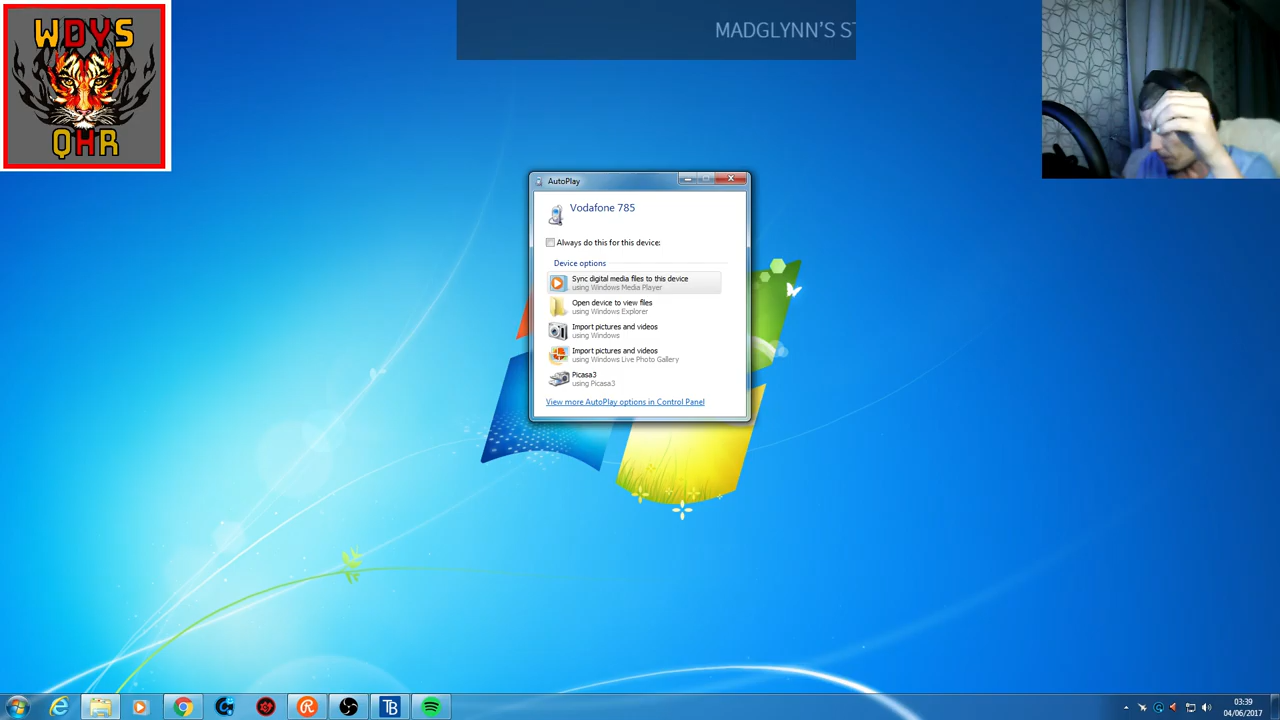 WDYS
QHR
MADGLYNN'S ST
AutoPlay
Vodafone 785
Always do this for this device:
Device options
Sync digital media files to this device
using Windows Media Player
Open device to view files
using Windows Explorer
Import pictures and videos
using Windows
Import pictures and videos
using Windows Live Photo Gallery
Picasa3
using Picasa3
View more AutoPlay options in Control Panel
TB
03:39
04/06/2017